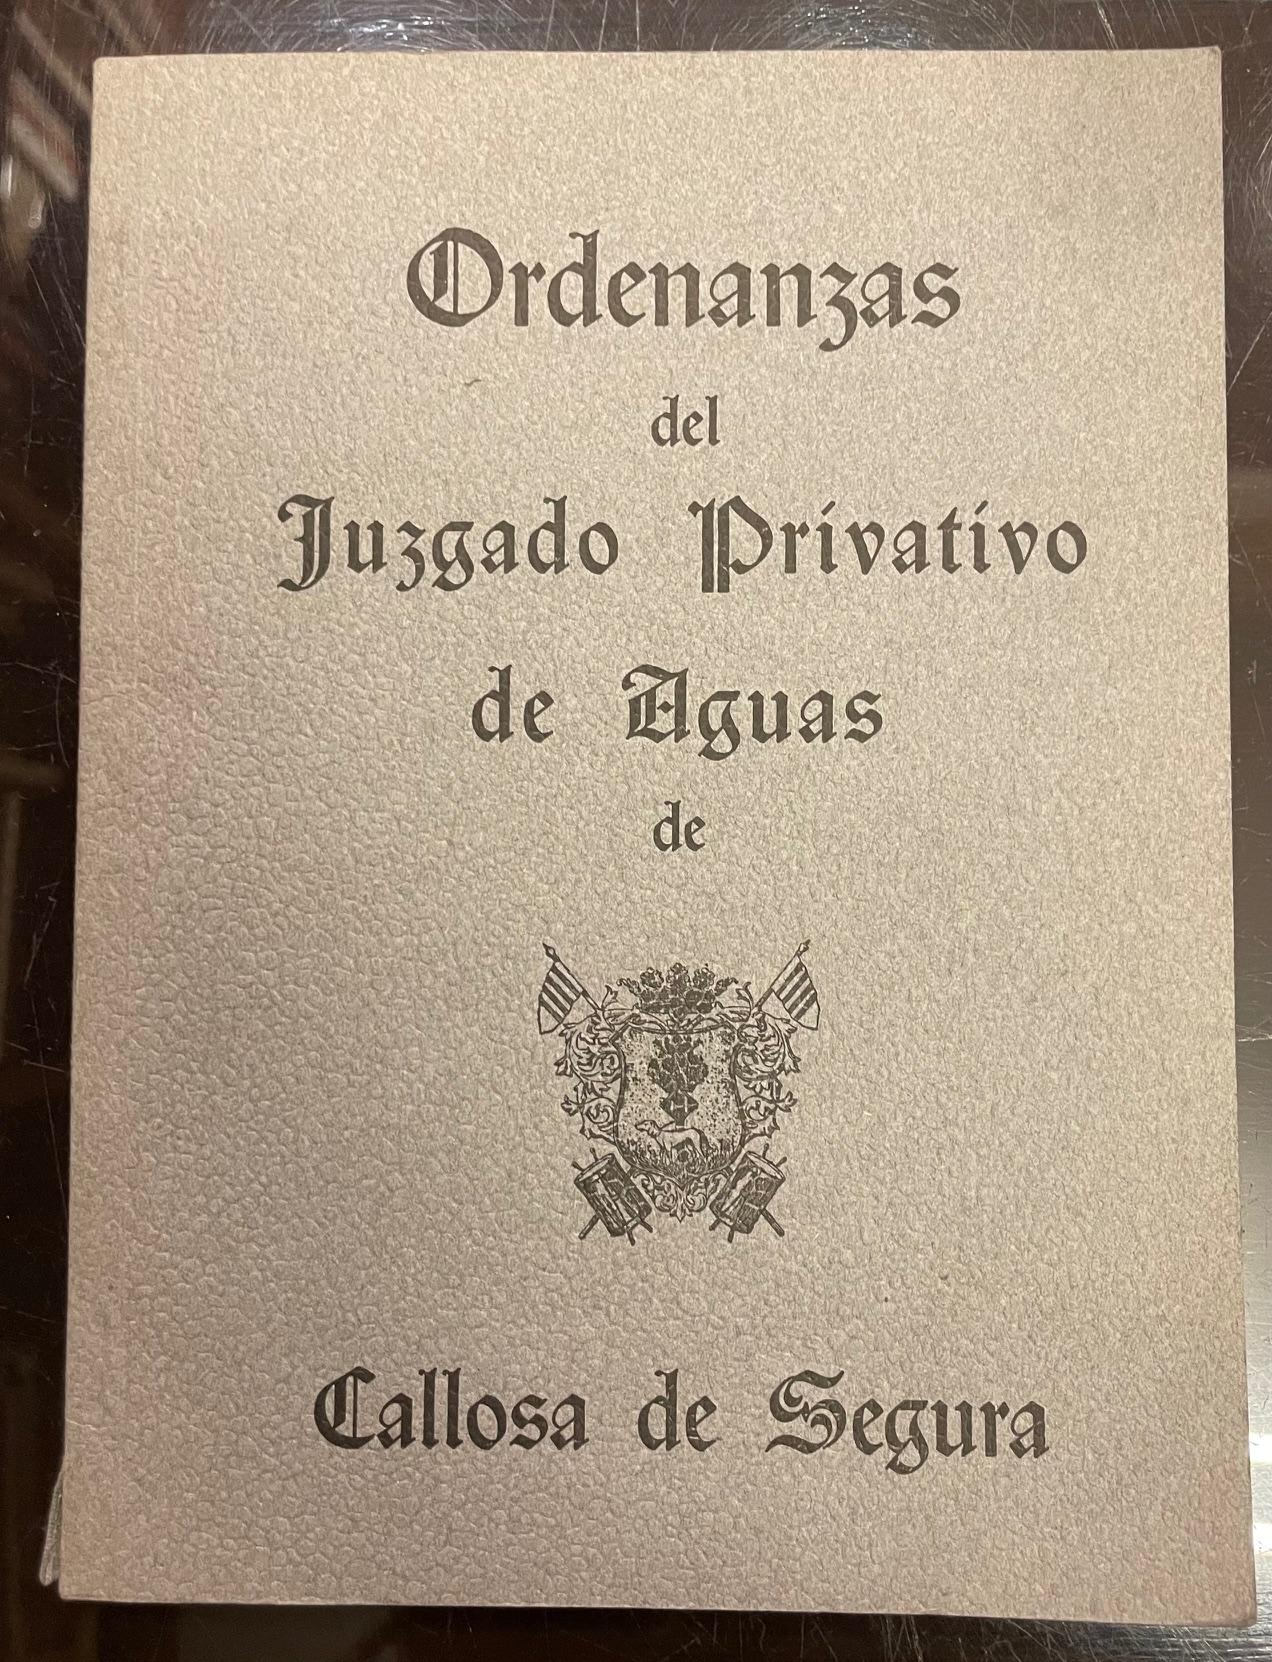 Ordenanzas
del
Juzgado Privativo
de Aguas
de
Callosa de Segura